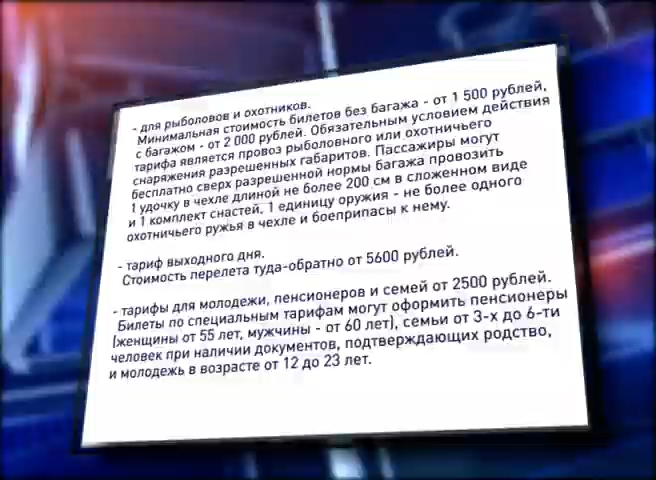 - для рыболовов и охотников.
Минимальная стоимость билетов без багажа - от 1 500 рублей,
с багажом - от 2 000 рублей. Обязательным условием действия
тарифа является провоз рыболовного или охотничьего
снаряжения разрешенных габаритов. Пассажиры могут
бесплатно сверх разрешенной нормы багажа провозить
1 удочку в чехле длиной не более 200 см в сложенном виде
и 1 комплект снастей, 1 единицу оружия - не более одного
охотничьего ружья в чехле и боеприпасы к нему.
- тариф выходного дня.
Стоимость перелета туда-обратно от 5600 рублей.
- тарифы для молодежи, пенсионеров и семей от 2500 рублей.
Билеты по специальным тарифам могут оформить пенсионеры
(женщины от 55 лет, мужчины - от 60 лет), семьи от 3-х до 6-ти
человек при наличии документов, подтверждающих родство,
и молодежь в возрасте от 12 до 23 лет.